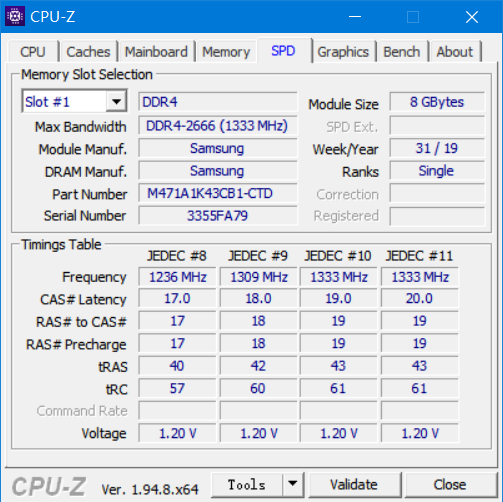 CPU-Z
CPU Caches Mainboard Memory SPD Graphics Bench About
Memory Slot Selection
Slot #1 DDR4 Module Size 8 GBytes
Max Bandwidth DDR4-2666 (1333 MHz) SPD Ext.
Module Manuf. Samsung Week/Year 31 / 19
DRAM Manuf. Samsung Ranks Single
Part Number M471A1K43CB1-CTD Correction
Serial Number 3355FA79 Registered
Timings Table
JEDEC #8 JEDEC #9 JEDEC #10 JEDEC #11
Frequency 1236 MHz 1309 MHz 1333 MHz 1333 MHz
CAS# Latency 17.0 18.0 19.0 20.0
RAS# to CAS# 17 18 19 19
RAS# Precharge 17 18 19 19
tRAS 40 42 43 43
tRC 57 60 61 61
Command Rate
Voltage 1.20 V 1.20 V 1.20 V 1.20 V
CPU-Z Ver. 1.94.8.x64 Tools Validate Close